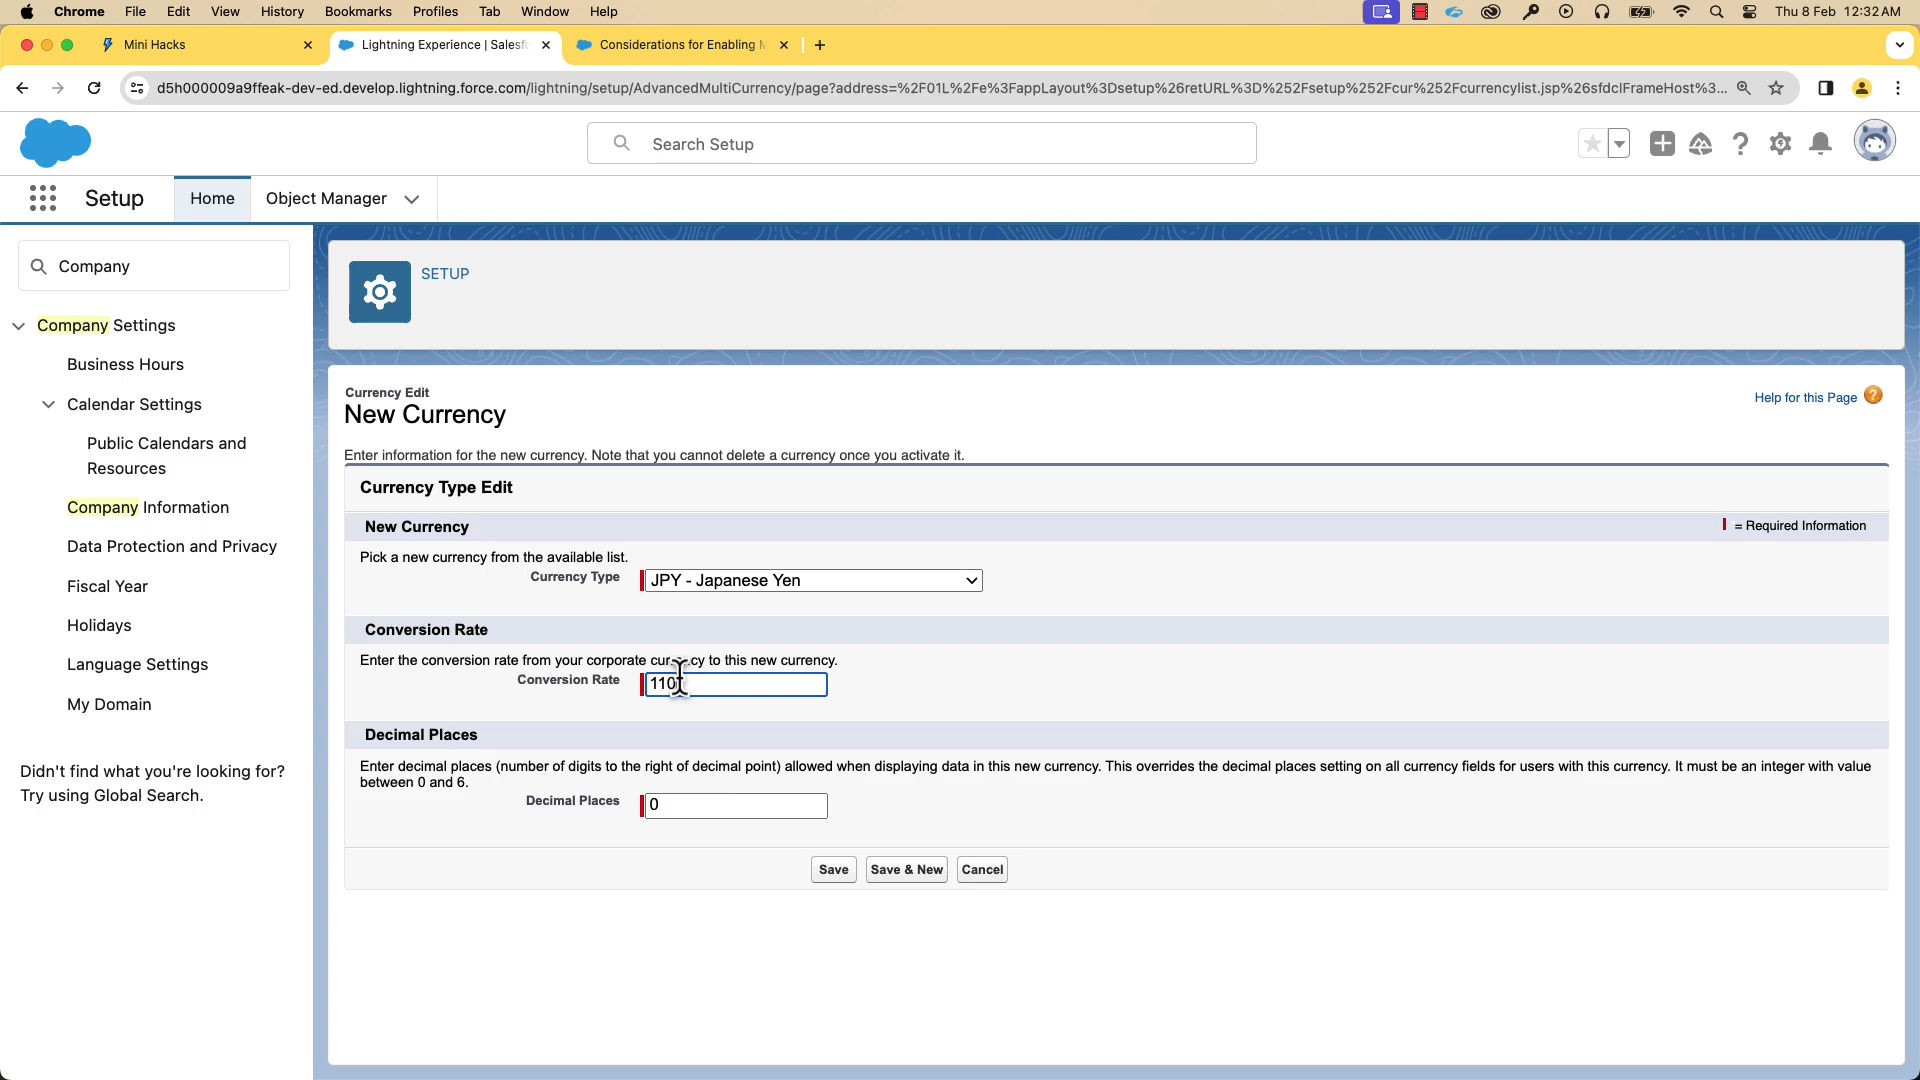 Chrome File Edit View History Bookmarks Profiles Tab Window Help Thu 8 Feb 12:32 AM
Mini Hacks
Lightning Experience | Salesf
Considerations for Enabling M
d5h000009a9ffeak-dev-ed.develop.lightning.force.com/lightning/setup/AdvancedMultiCurrency/page?address=%2F01L%2Fe%3FappLayout%3Dsetup%26retURL%3D%252Fsetup%252Fcur%252Fcurrencylist.jsp%26sfdcIFrameHost%3...
Search Setup
Setup Home Object Manager
Company
Company Settings
Business Hours
Calendar Settings
Public Calendars and
Resources
Company Information
Data Protection and Privacy
Fiscal Year
Holidays
Language Settings
My Domain
Didn't find what you're looking for?
Try using Global Search.
SETUP
Currency Edit
New Currency
Help for this Page
Enter information for the new currency. Note that you cannot delete a currency once you activate it.
Currency Type Edit
New Currency
= Required Information
Pick a new currency from the available list.
Currency Type JPY - Japanese Yen
Conversion Rate
Enter the conversion rate from your corporate currency to this new currency.
Conversion Rate 110
Decimal Places
Enter decimal places (number of digits to the right of decimal point) allowed when displaying data in this new currency. This overrides the decimal places setting on all currency fields for users with this currency. It must be an integer with value
between 0 and 6.
Decimal Places 0
Save Save & New Cancel